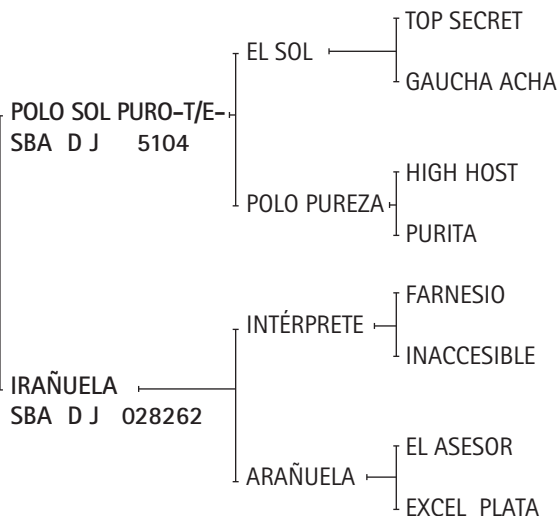 TOP SECRET
EL SOL
GAUCHA ACHA
POLO SOL PURO-T/E-
SBA D J 5104
HIGH HOST
POLO PUREZA
PURITA
FARNESIO
INTÉRPRETE
INACCESIBLE
IRAÑUELA
SBA D J 028262
EL ASESOR
ARAÑUELA
EXCEL PLATA